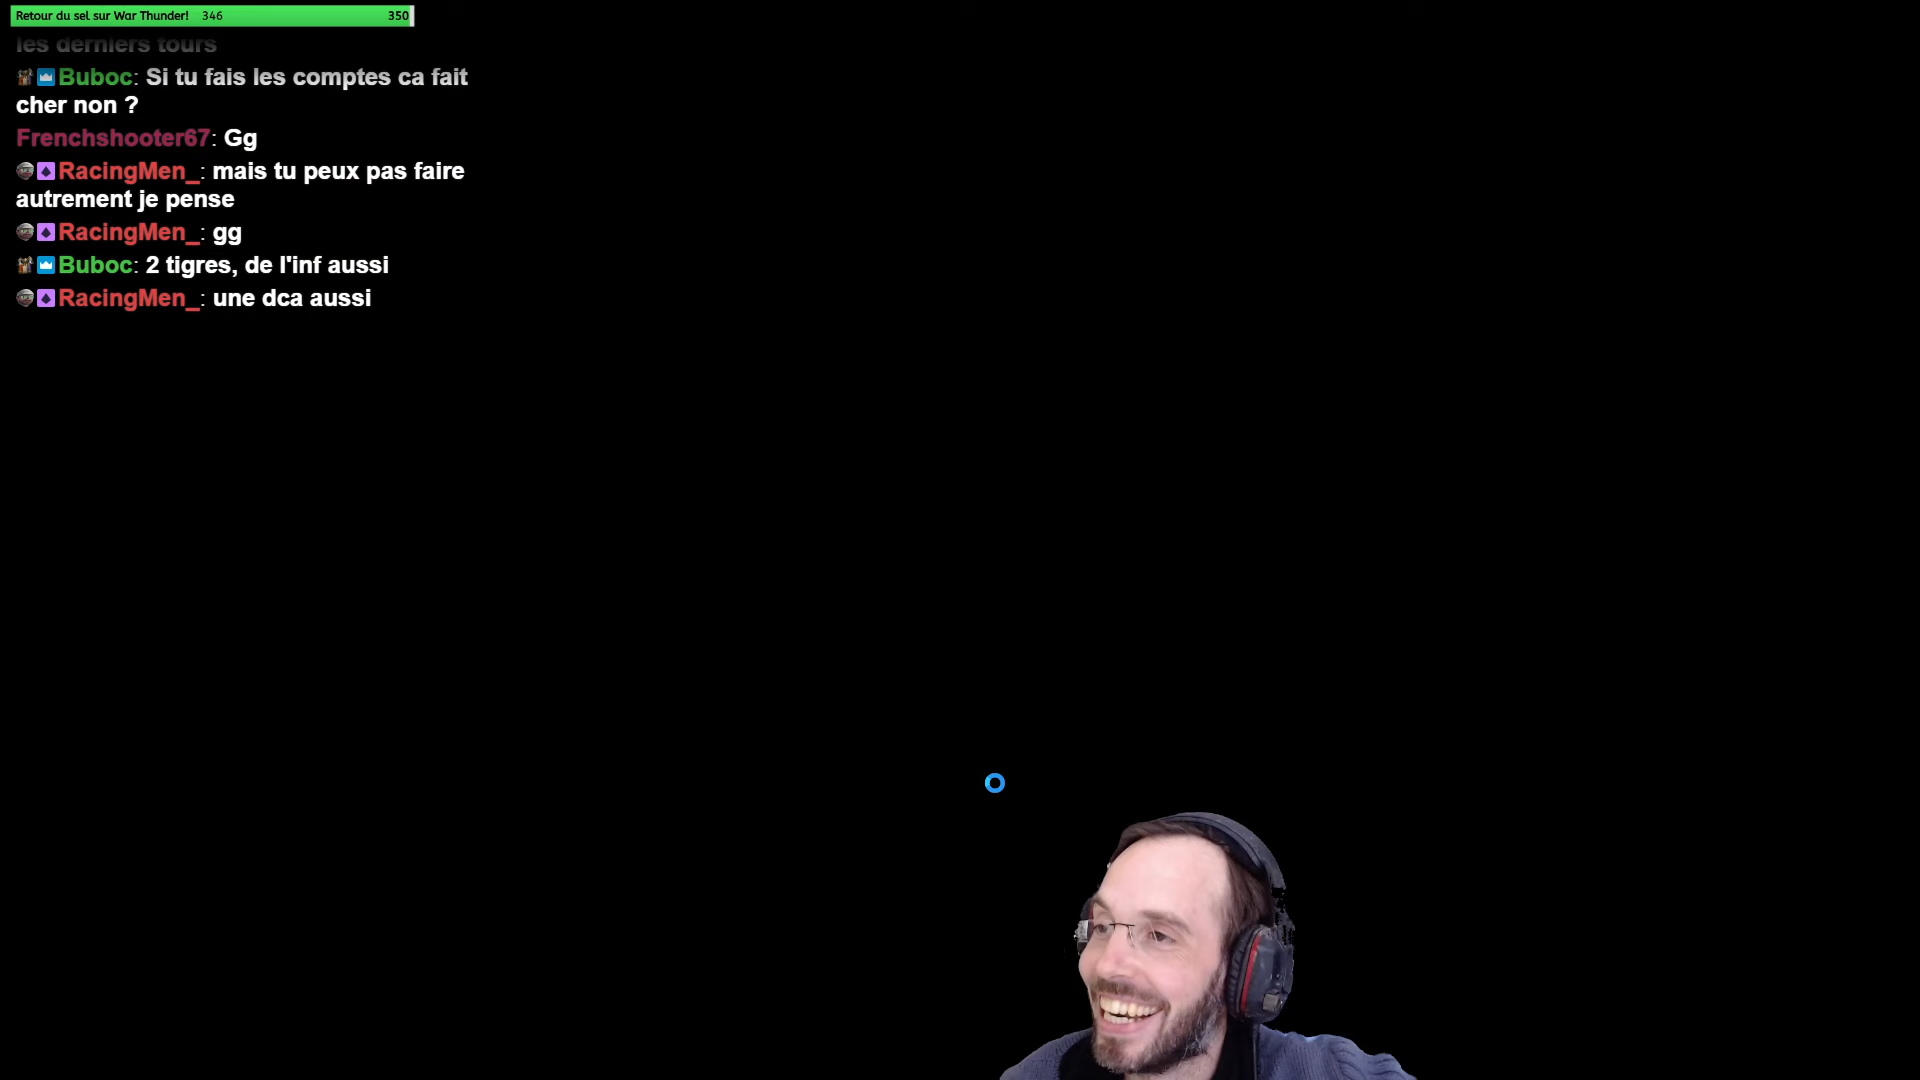 Retour du sel sur War Thunder! 346 350
les derniers tours
Buboc: Si tu fais les comptes ca fait
cher non ?
Frenchshooter67: Gg
RacingMen_: mais tu peux pas faire
autrement je pense
RacingMen_: gg
Buboc: 2 tigres, de l'inf aussi
RacingMen_: une dca aussi